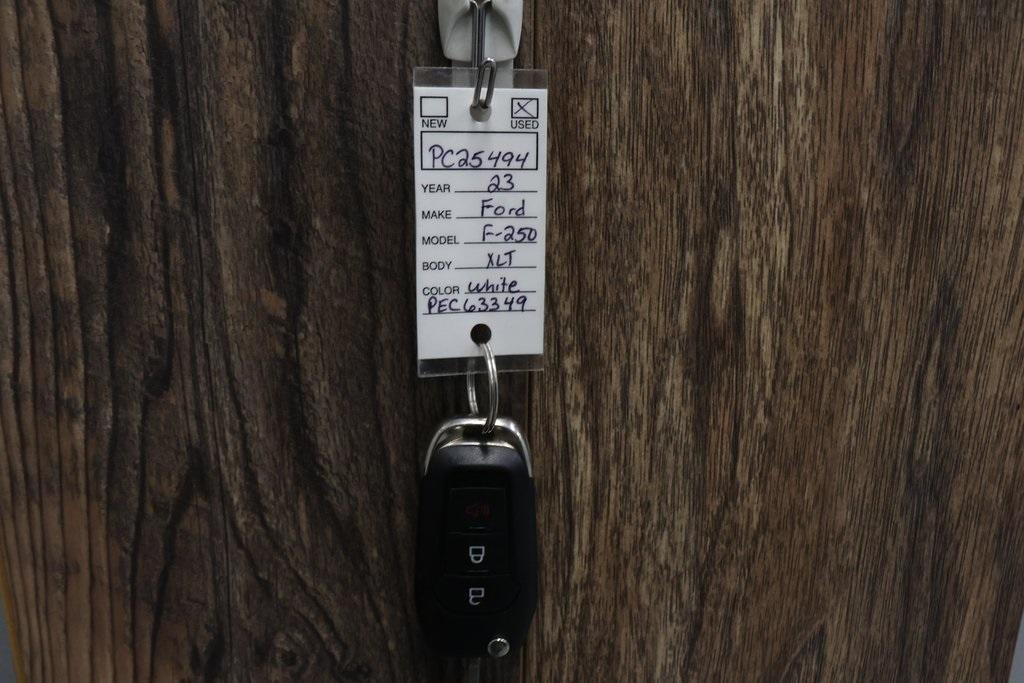 NEW USED
PC25494
YEAR 23
MAKE Ford
MODEL F-250
BODY XLT
COLOR White
PEC63349